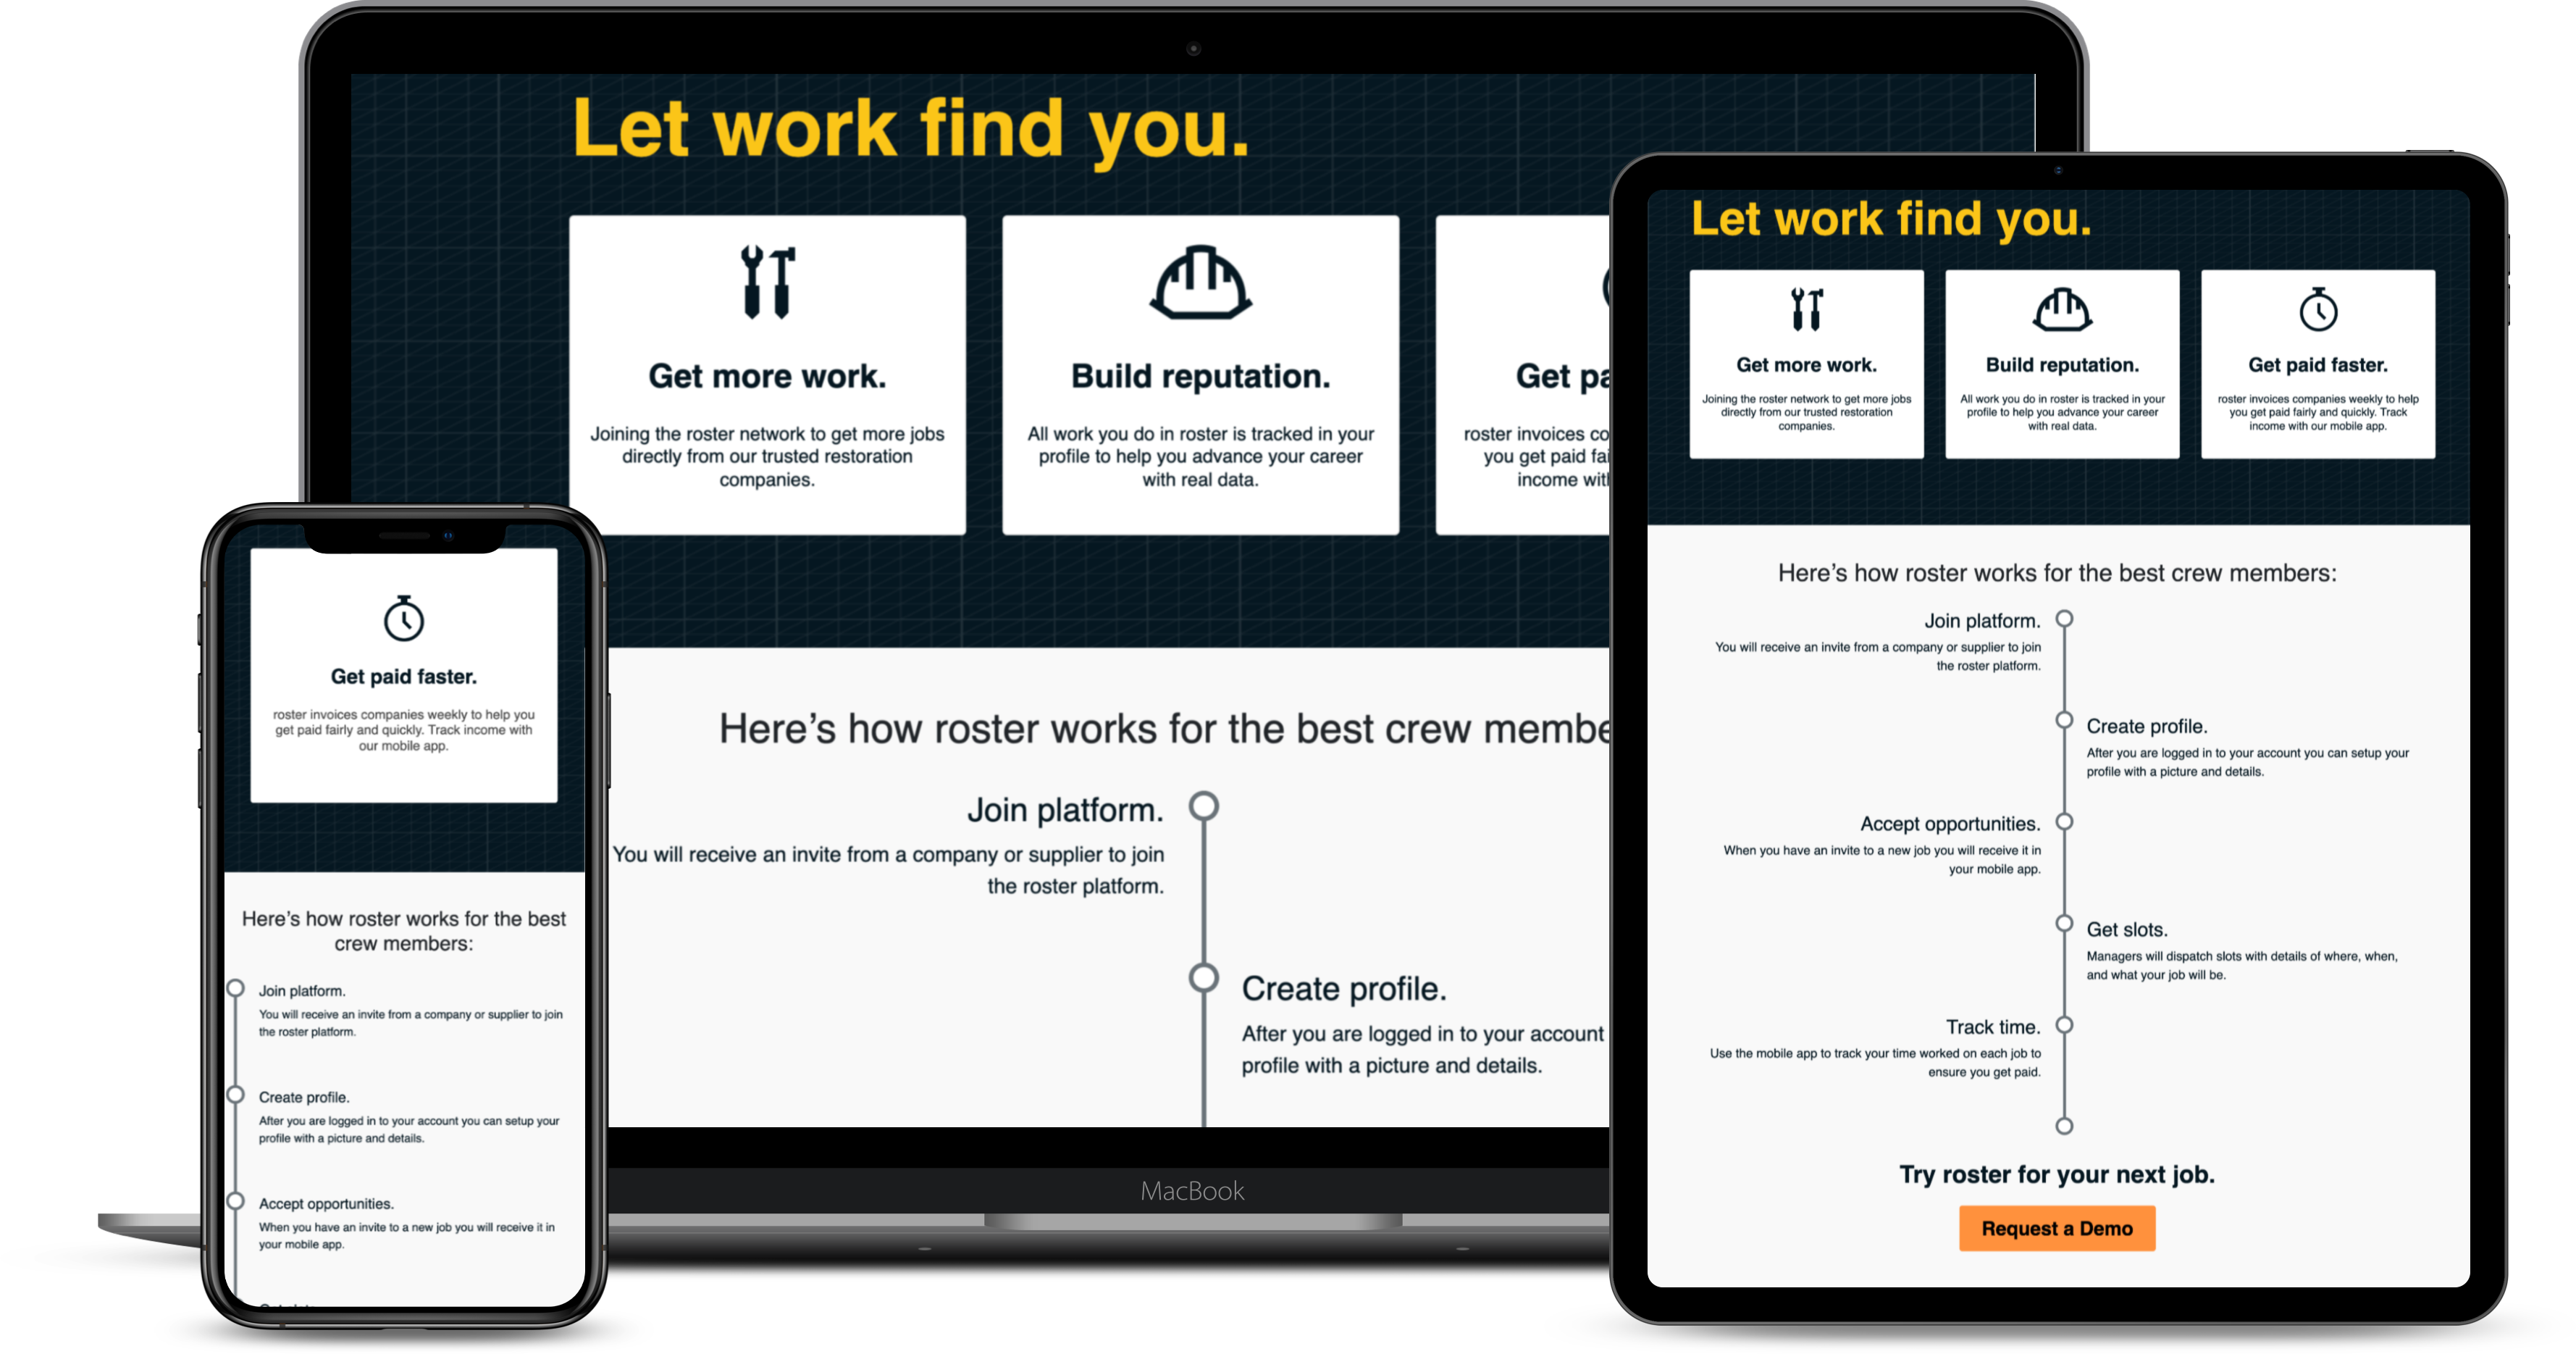 Let work find you.
Get more work.
Joining the roster network to get more jobs
directly from our trusted restoration
companies.
Build reputation.
All work you do in roster is tracked in your
profile to help you advance your career
with real data.
Get pa
roster invoices co
you get paid fai
income with
Here's how roster works for the best crew membe
Join platform.
You will receive an invite from a company or supplier to join
the roster platform.
Create profile.
After you are logged in to your account
profile with a picture and details.
MacBook
Get paid faster.
roster invoices companies weekly to help you
get paid fairly and quickly. Track income with
our mobile app.
Here's how roster works for the best
crew members:
Join platform.
You will receive an invite from a company or supplier to join
the roster platform.
Create profile.
After you are logged in to your account you can setup your
profile with a picture and details.
Accept opportunities.
When you have an invite to a new job you will receive it in
your mobile app.
Let work find you.
Get more work.
Joining the roster network to get more jobs
directly from our trusted restoration
companies.
Build reputation.
All work you do in roster is tracked in your
profile to help you advance your career
with real data.
Get paid faster.
roster invoices companies weekly to help
you get paid fairly and quickly. Track
income with our mobile app.
Here's how roster works for the best crew members:
Join platform.
You will receive an invite from a company or supplier to join
the roster platform.
Create profile.
After you are logged in to your account you can setup your
profile with a picture and details.
Accept opportunities.
When you have an invite to a new job you will receive it in
your mobile app.
Get slots.
Managers will dispatch slots with details of where, when,
and what your job will be.
Track time.
Use the mobile app to track your time worked on each job to
ensure you get paid.
Try roster for your next job.
Request a Demo